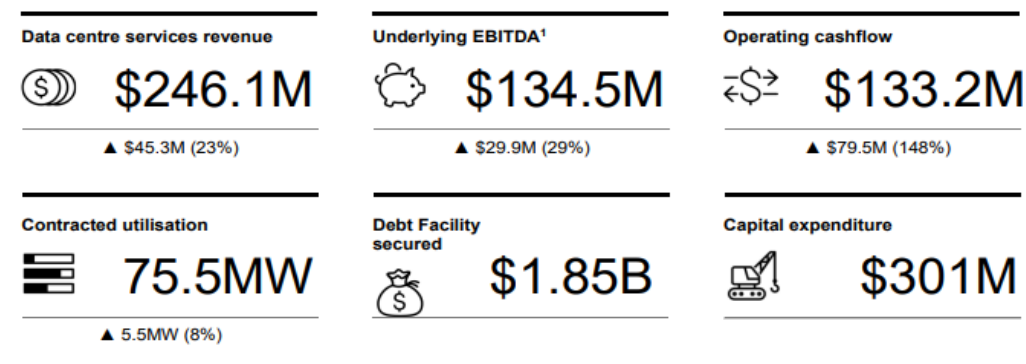 Data centre services revenue
Underlying EBITDA¹
Operating cashflow
$246.1M
$134.5M
$133.2M
▲ $45.3M (23%)
▲ $29.9M (29%)
▲ $79.5M (148%)
Contracted utilisation
Debt Facility
secured
Capital expenditure
75.5MW
$1.85B
$301M
▲ 5.5MW (8%)